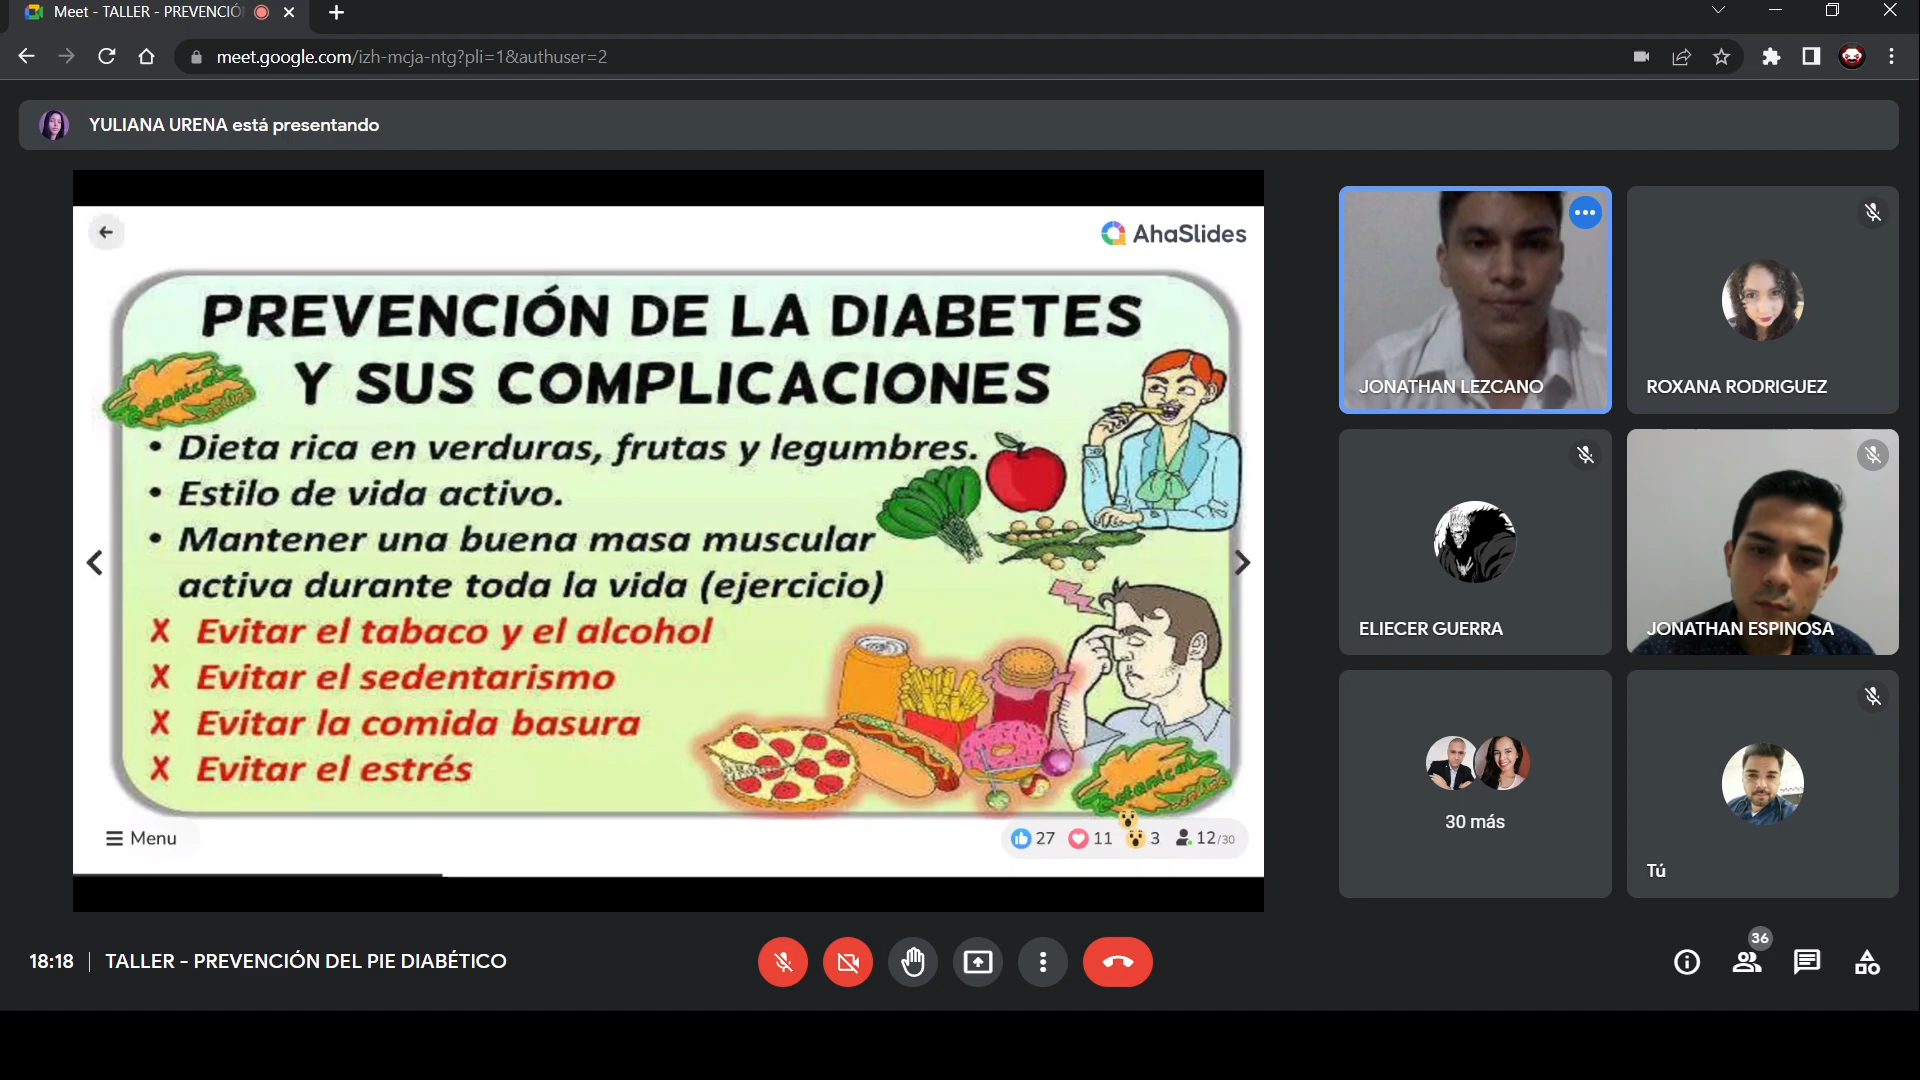 Meet - TALLER - PREVENCIÓN
meet.google.com/izh-mcja-ntg?pli=1&authuser=2
YULIANA URENA está presentando
AhaSlides
PREVENCIÓN DE LA DIABETES
Y SUS COMPLICACIONES
Botanical
• Dieta rica en verduras, frutas y legumbres.
• Estilo de vida activo.
• Mantener una buena masa muscular
activa durante toda la vida (ejercicio)
X Evitar el tabaco y el alcohol
X Evitar el sedentarismo
X Evitar la comida basura
X Evitar el estrés
Botanical
Menu
27 11 3 12/30
JONATHAN LEZCANO
ROXANA RODRIGUEZ
ELIECER GUERRA
JONATHAN ESPINOSA
30 más
Tú
18:18 | TALLER - PREVENCIÓN DEL PIE DIABÉTICO
36